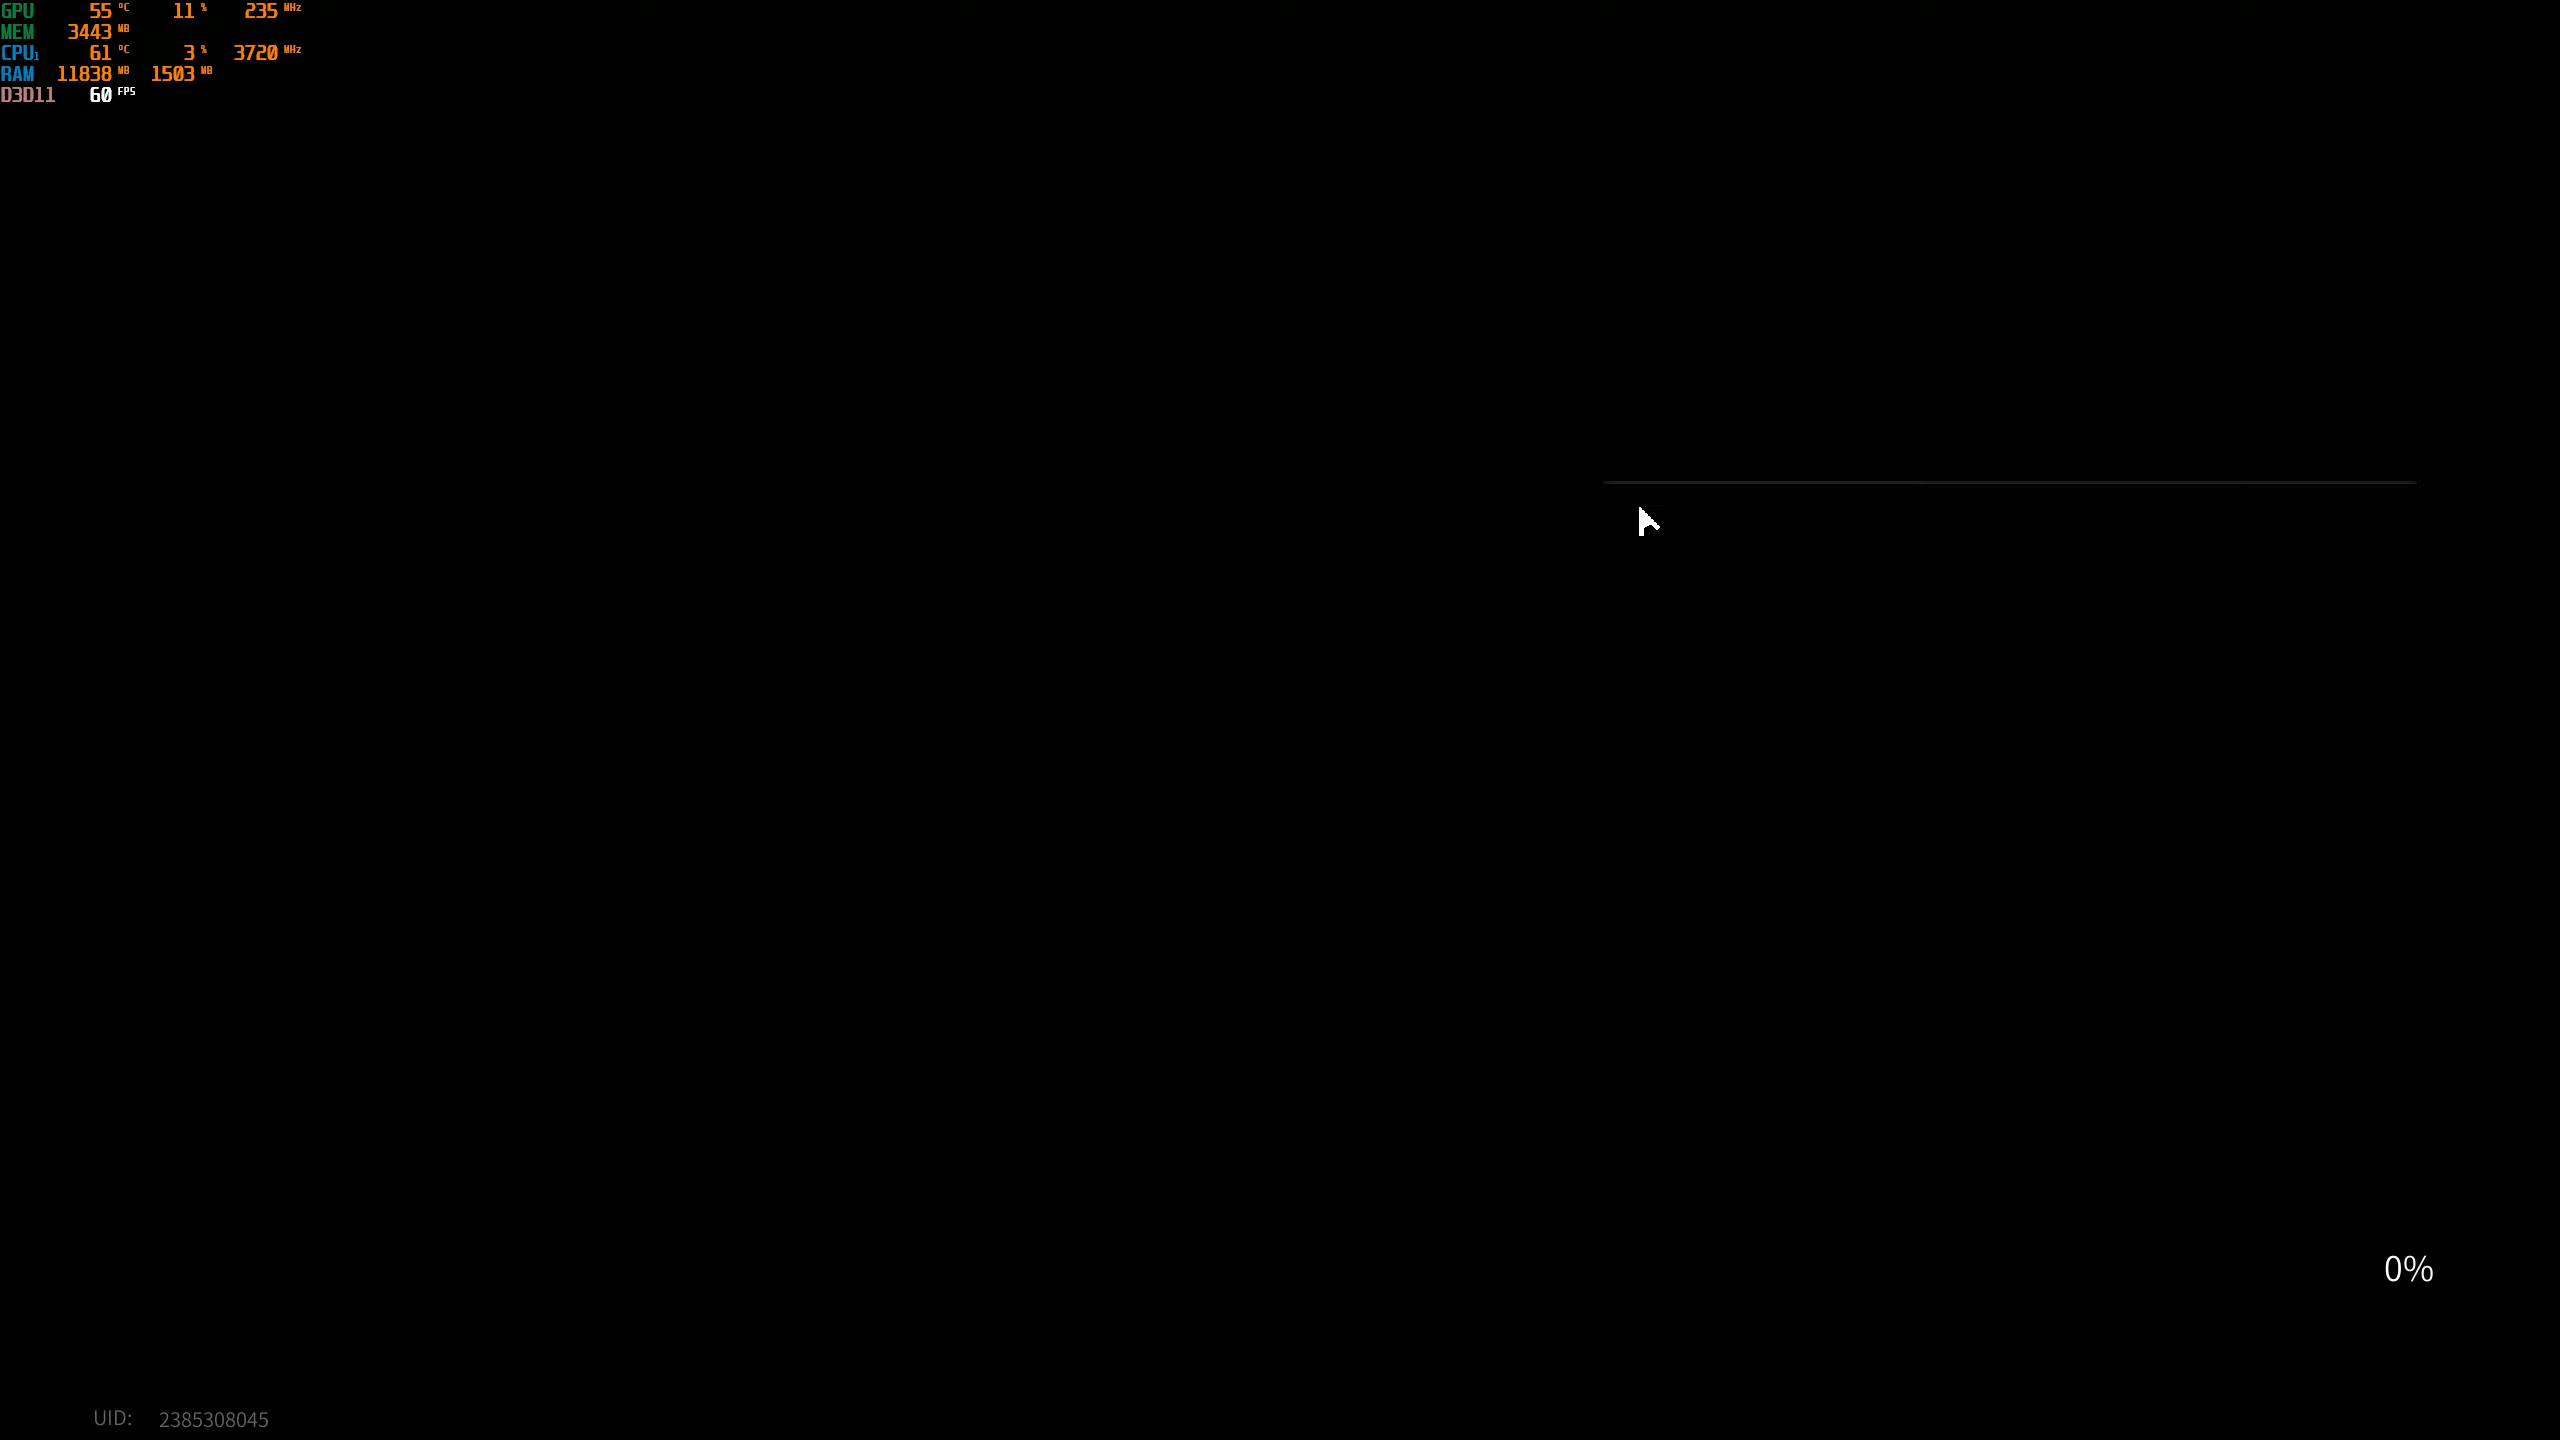 GPU 55 °C 11 % 235 MHz
MEM 3443 MB
CPU1 61 °C 3 % 3720 MHz
RAM 11838 MB 1503 MB
D3D11 60 FPS
0%
UID: 2385308045